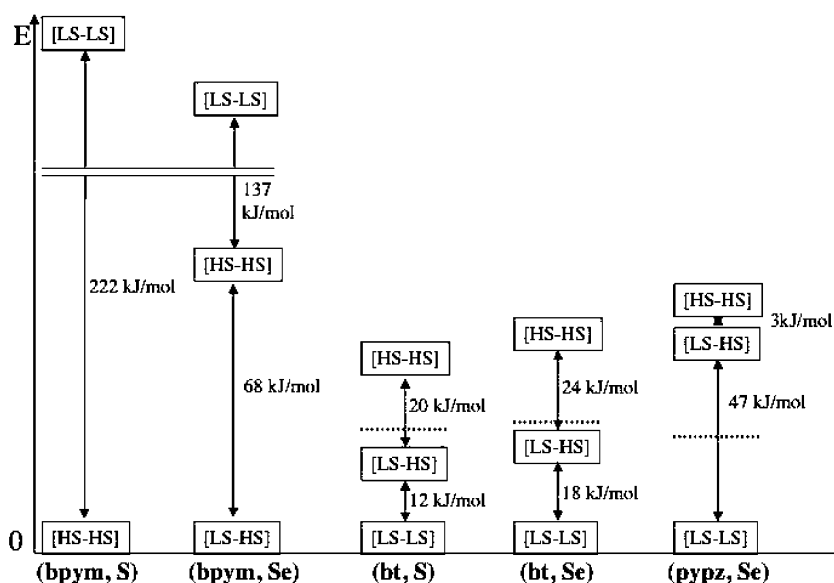 E
[LS-LS]
[LS-LS]
137
kJ/mol
[HS-HS]
222 kJ/mol
[HS-HS]
3kJ/mol
[HS-HS]
[LS-HS]
[HS-HS]
68 kJ/mol
20 kJ/mol
24 kJ/mol
47 kJ/mol
[LS-HS]
[LS-HS]
12 kJ/mol
18 kJ/mol
0
[HS-HS]
[LS-HS]
[LS-LS]
[LS-LS]
[LS-LS]
(bpym, S)
(bpym, Se)
(bt, S)
(bt, Se)
(pypz, Se)